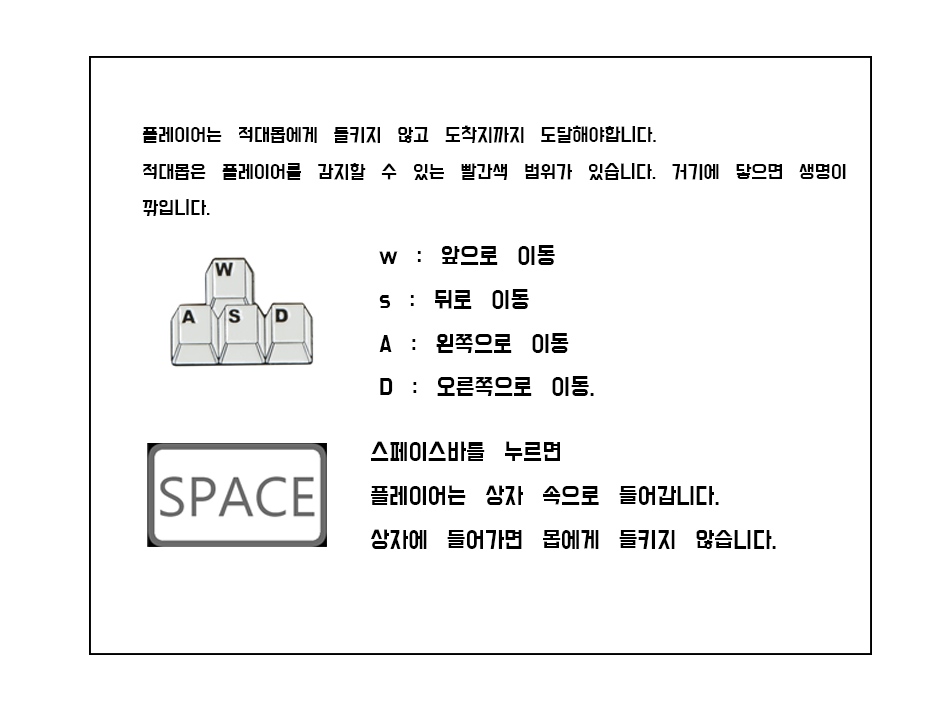 플레이어는 적대몹에게 들키지 않고 도착지까지 도달해야합니다.
적대몹은 플레이어를 감지할 수 있는 빨간색 범위가 있습니다. 거기에 닿으면 생명이
깎입니다.
W : 앞으로 이동
W
S : 뒤로 이동
A S D
A : 왼쪽으로 이동
D : 오른쪽으로 이동.
스페이스바를 누르면
SPACE
플레이어는 상자 속으로 들어갑니다.
상자에 들어가면 몹에게 들키지 않습니다.